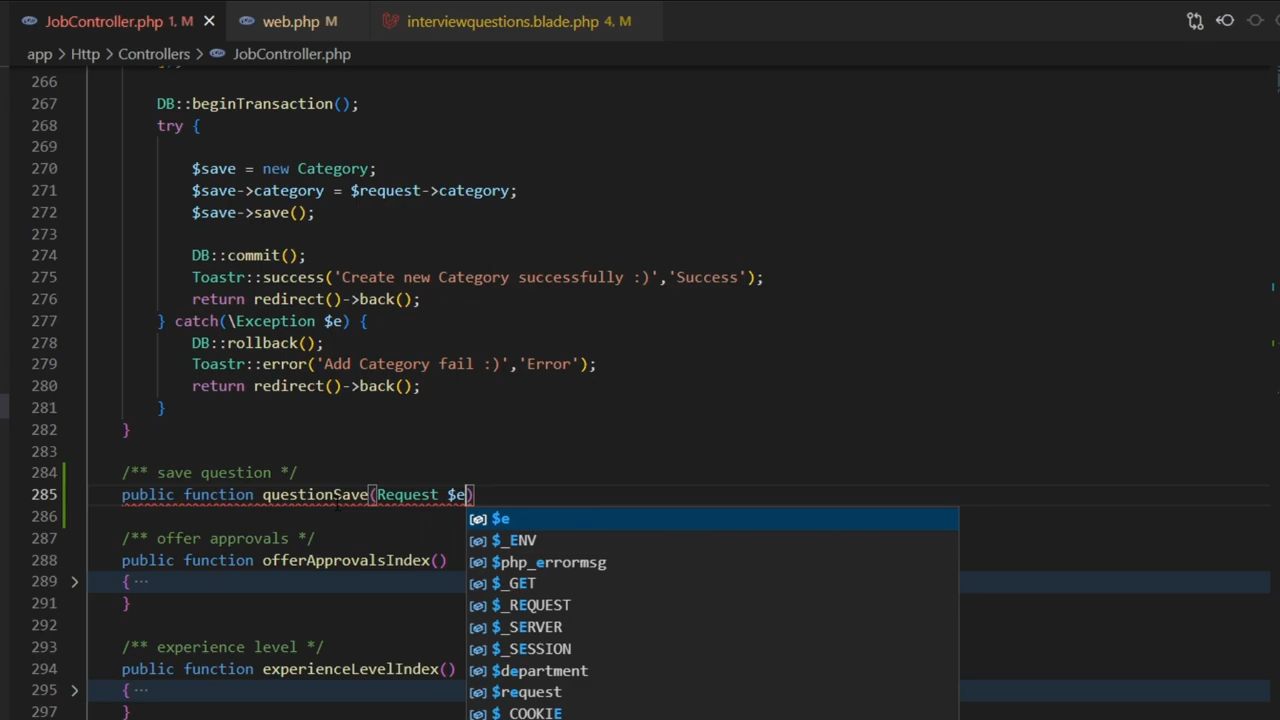 JobController.php 1, M
web.php M
interviewquestions.blade.php 4, M
app > Http > Controllers > JobController.php
266
267 DB::beginTransaction();
268 try {
269
270 $save = new Category;
271 $save->category = $request->category;
272 $save->save();
273
274 DB::commit();
275 Toastr::success('Create new Category successfully :)','Success');
276 return redirect()->back();
277 } catch(\Exception $e) {
278 DB::rollback();
279 Toastr::error('Add Category fail :)','Error');
280 return redirect()->back();
281 }
282 }
283
284 /** save question */
285 public function questionSave(Request $e)
286 $e
$_ENV
287 /** offer approvals */
$php_errormsg
288 public function offerApprovalsIndex()
289 { ...
$_GET
291 }
$_REQUEST
292
$_SERVER
293 /** experience level */
$_SESSION
294 public function experienceLevelIndex()
$department
295 { ...
$request
297 }
$_COOKIE